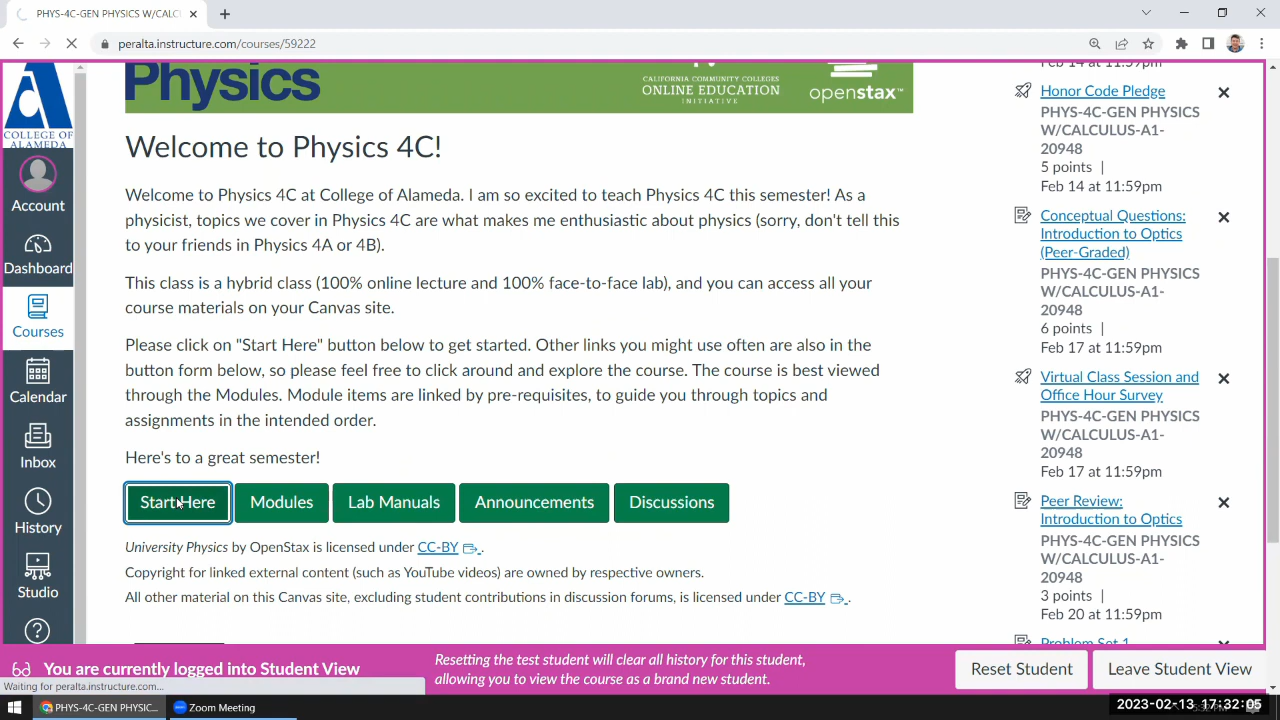 PHYS-4C-GEN PHYSICS W/CALC
peralta.instructure.com/courses/59222
COLLEGE OF
ALAMEDA
Account
Dashboard
Courses
Calendar
Inbox
History
Studio
Physics
CALIFORNIA COMMUNITY COLLEGES
ONLINE EDUCATION
INITIATIVE
openstax™
Welcome to Physics 4C!
Welcome to Physics 4C at College of Alameda. I am so excited to teach Physics 4C this semester! As a
physicist, topics we cover in Physics 4C are what makes me enthusiastic about physics (sorry, don't tell this
to your friends in Physics 4A or 4B).
This class is a hybrid class (100% online lecture and 100% face-to-face lab), and you can access all your
course materials on your Canvas site.
Please click on "Start Here" button below to get started. Other links you might use often are also in the
button form below, so please feel free to click around and explore the course. The course is best viewed
through the Modules. Module items are linked by pre-requisites, to guide you through topics and
assignments in the intended order.
Here's to a great semester!
Start Here Modules Lab Manuals Announcements Discussions
University Physics by OpenStax is licensed under CC-BY.
Copyright for linked external content (such as YouTube videos) are owned by respective owners.
All other material on this Canvas site, excluding student contributions in discussion forums, is licensed under CC-BY.
Feb 14 at 11:59pm
Honor Code Pledge
PHYS-4C-GEN PHYSICS
W/CALCULUS-A1-
20948
5 points |
Feb 14 at 11:59pm
Conceptual Questions:
Introduction to Optics
(Peer-Graded)
PHYS-4C-GEN PHYSICS
W/CALCULUS-A1-
20948
6 points |
Feb 17 at 11:59pm
Virtual Class Session and
Office Hour Survey
PHYS-4C-GEN PHYSICS
W/CALCULUS-A1-
20948
Feb 17 at 11:59pm
Peer Review:
Introduction to Optics
PHYS-4C-GEN PHYSICS
W/CALCULUS-A1-
20948
3 points |
Feb 20 at 11:59pm
Problem Set 1
You are currently logged into Student View
Resetting the test student will clear all history for this student,
allowing you to view the course as a brand new student.
Reset Student Leave Student View
Waiting for peralta.instructure.com...
PHYS-4C-GEN PHYSIC... Zoom Meeting
2023-02-13 17:32:05